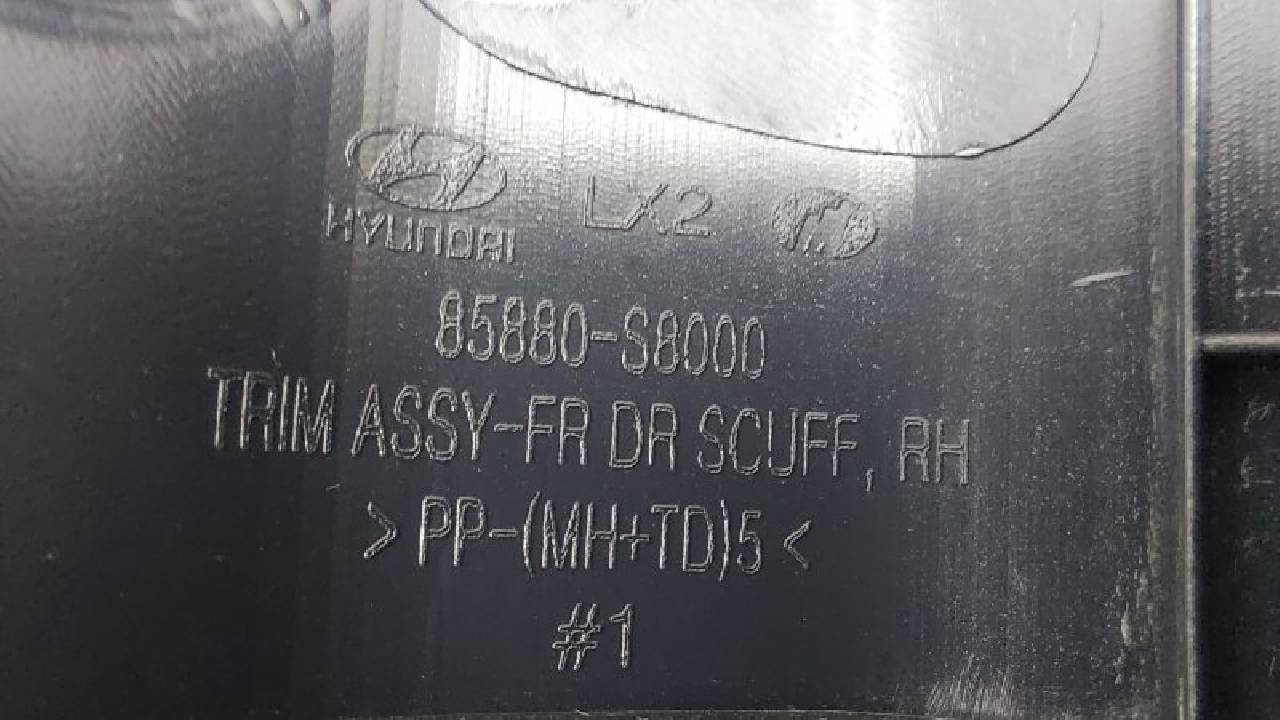 HYUNDAI LX2
85880-S8000
TRIM ASSY-FR DR SCUFF, RH
>PP-(MH+TD)5<
#1